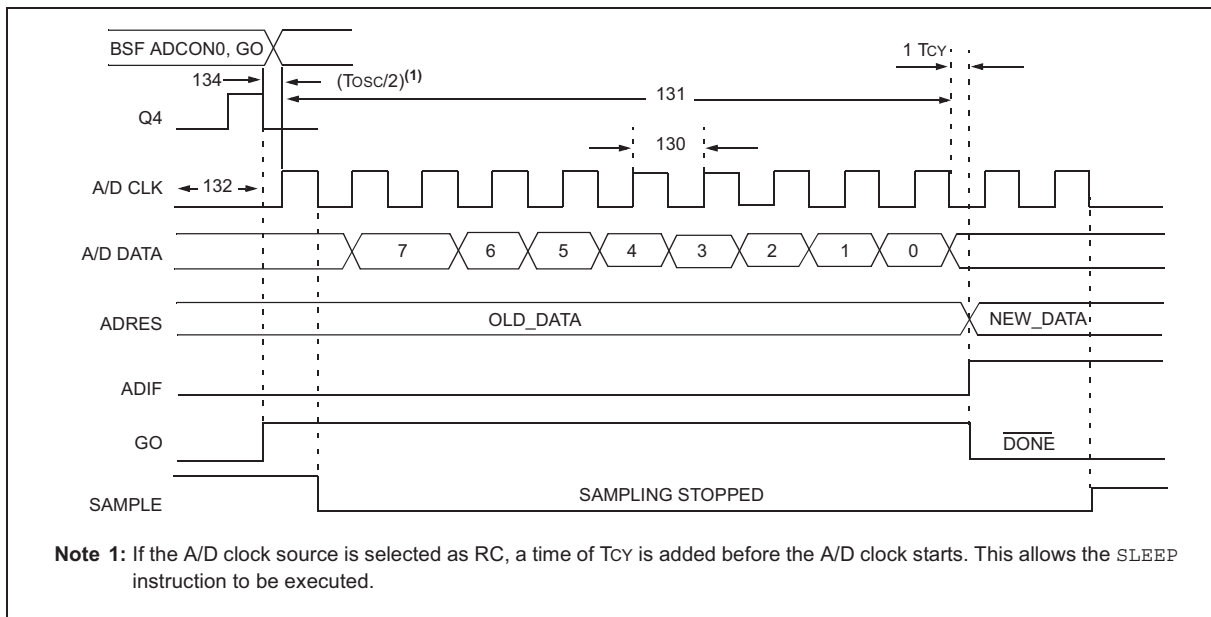 BSF ADCON0, GO
1 TCY
134
(TOSC/2)(1)
131
Q4
130
A/D CLK
132
A/D DATA
7 6 5 4 3 2 1 0
ADRES
OLD_DATA
NEW_DATA
ADIF
GO
DONE
SAMPLE
SAMPLING STOPPED
Note 1: If the A/D clock source is selected as RC, a time of TCY is added before the A/D clock starts. This allows the SLEEP
instruction to be executed.